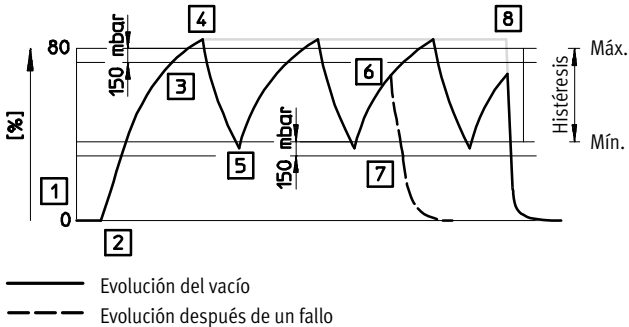 4
8
80
Máx.
150 mbar
3
6
Histéresis
[%]
150 mbar
Mín.
5
7
1
0
2
Evolución del vacío
Evolución después de un fallo